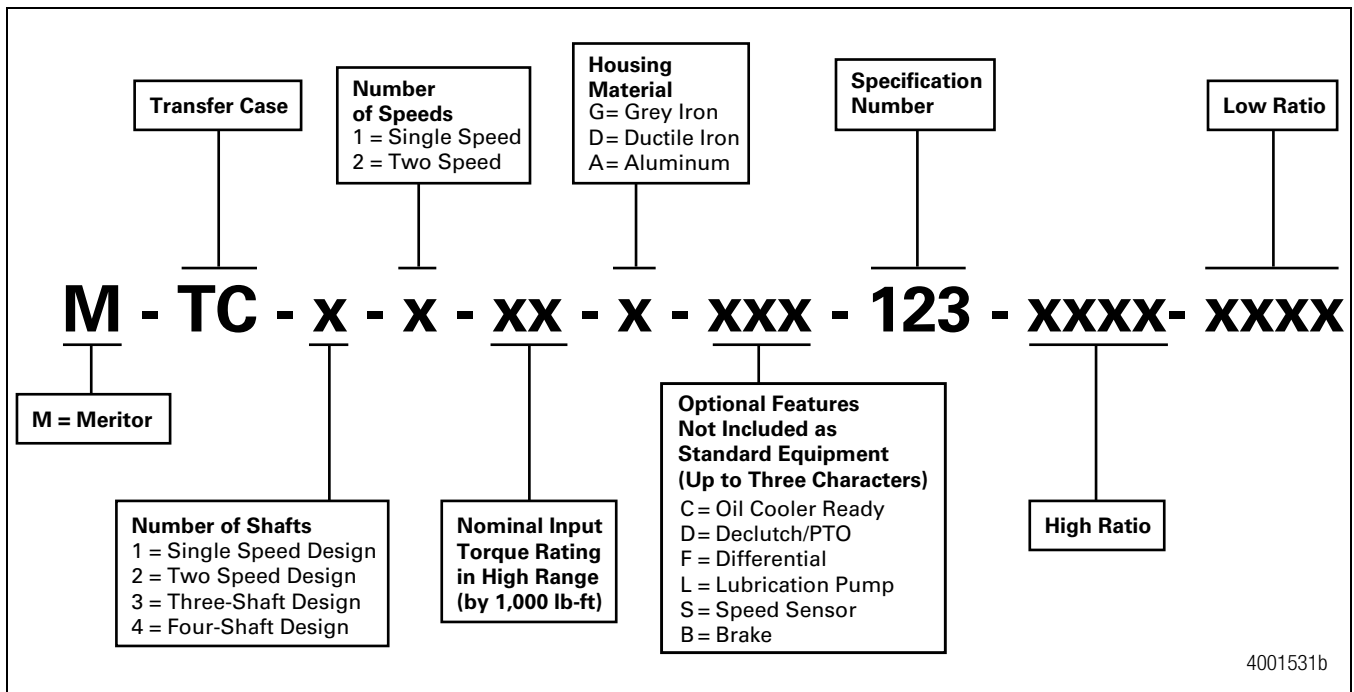 Transfer Case
Number
of Speeds
1 = Single Speed
2 = Two Speed
Housing
Material
G= Grey Iron
D= Ductile Iron
A= Aluminum
Specification
Number
Low Ratio
M - TC - x - x - xx - x - xxx - 123 - xxxx- xxxx
M = Meritor
Number of Shafts
1 = Single Speed Design
2 = Two Speed Design
3 = Three-Shaft Design
4 = Four-Shaft Design
Nominal Input
Torque Rating
in High Range
(by 1,000 lb-ft)
Optional Features
Not Included as
Standard Equipment
(Up to Three Characters)
C= Oil Cooler Ready
D= Declutch/PTO
F = Differential
L = Lubrication Pump
S= Speed Sensor
B= Brake
High Ratio
4001531b